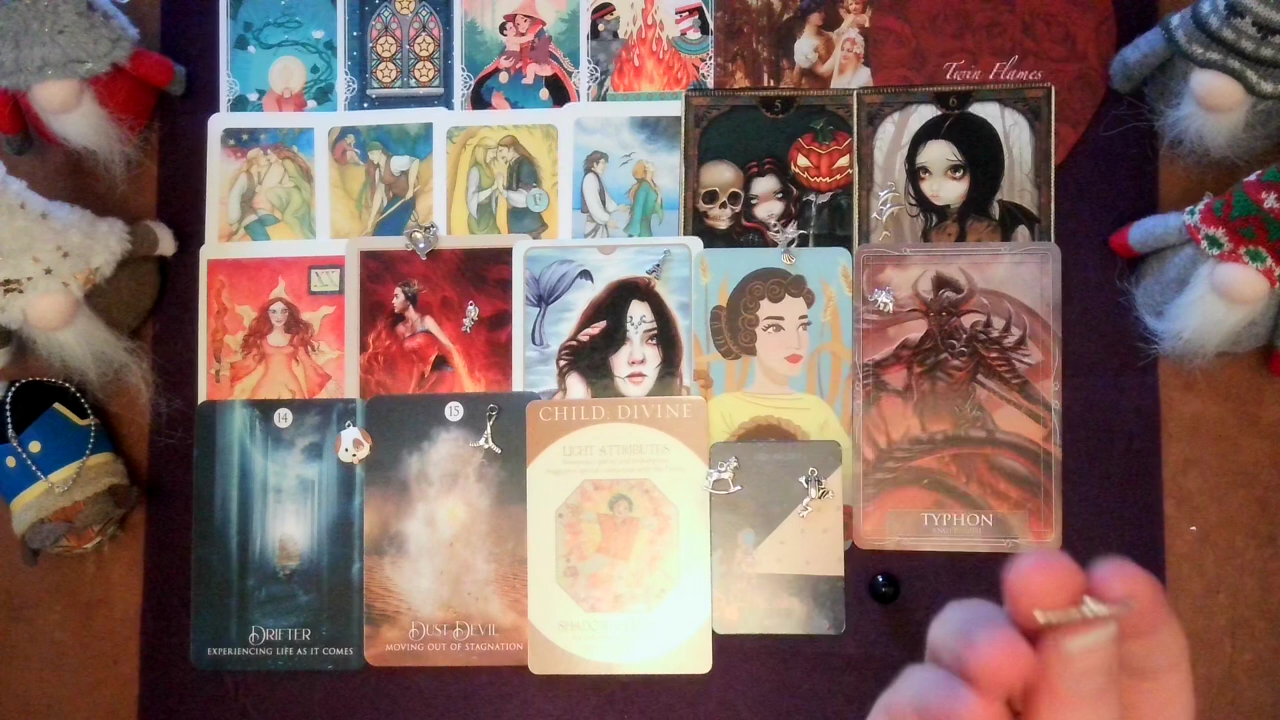 Twin Flames
5
6
XX
14
DRIFTER
EXPERIENCING LIFE AS IT COMES
15
DUST DEVIL
MOVING OUT OF STAGNATION
CHILD: DIVINE
LIGHT ATTRIBUTES
TYPHON